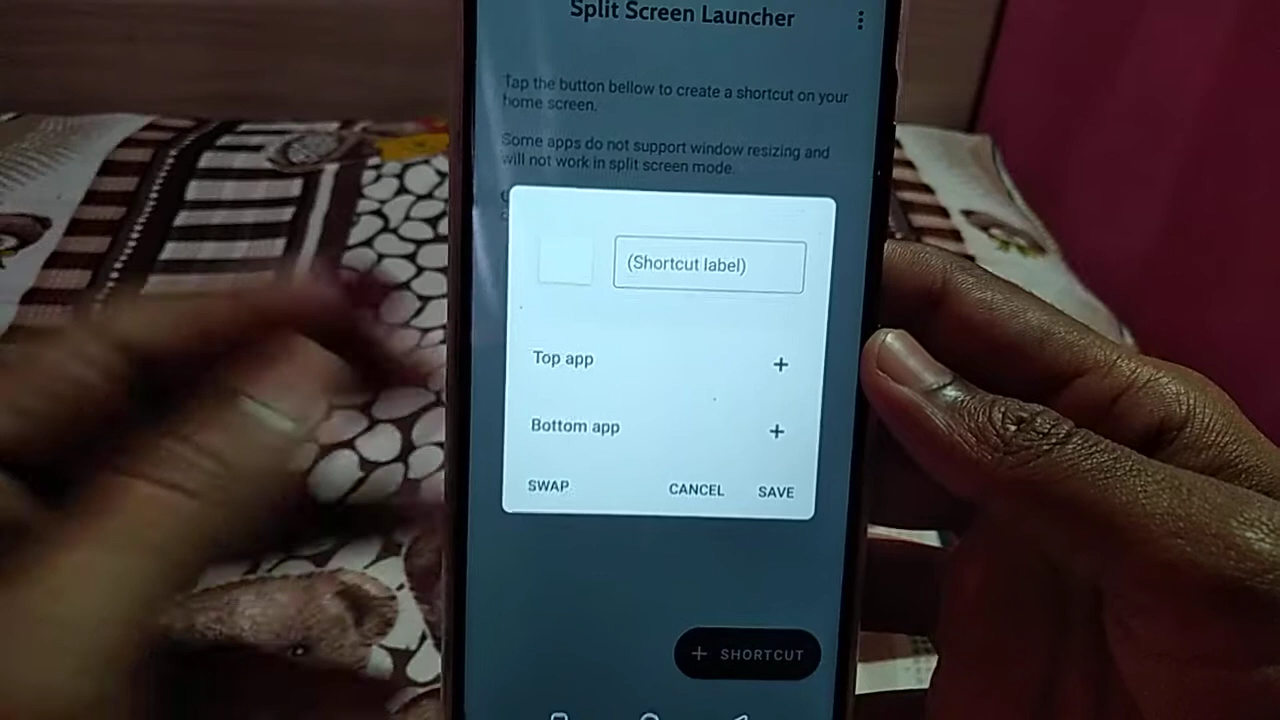 Split Screen Launcher
Tap the button bellow to create a shortcut on your
home screen.
Some apps do not support window resizing and
will not work in split screen mode.
(Shortcut label)
Top app +
Bottom app +
SWAP CANCEL SAVE
+ SHORTCUT